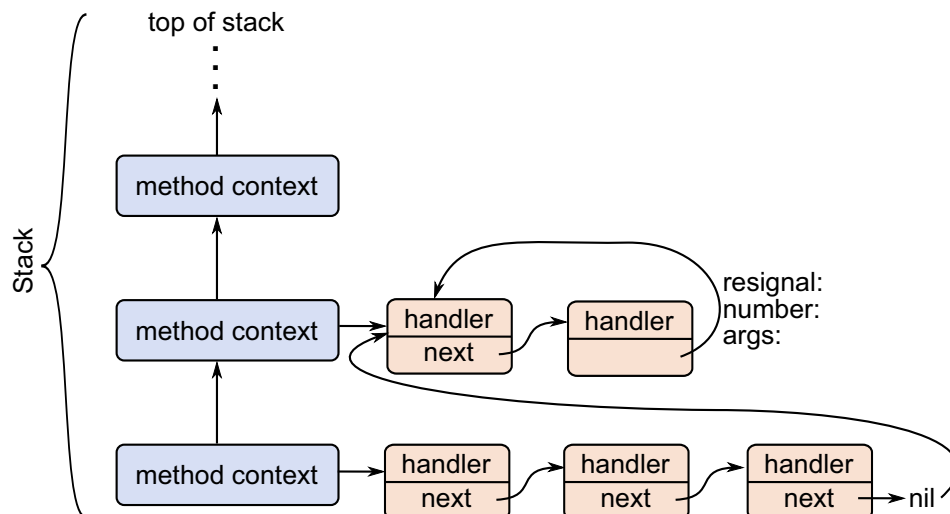 top of stack
Stack
method context
method context
handler
next
handler
resignal:
number:
args:
method context
handler
next
handler
next
handler
next
nil